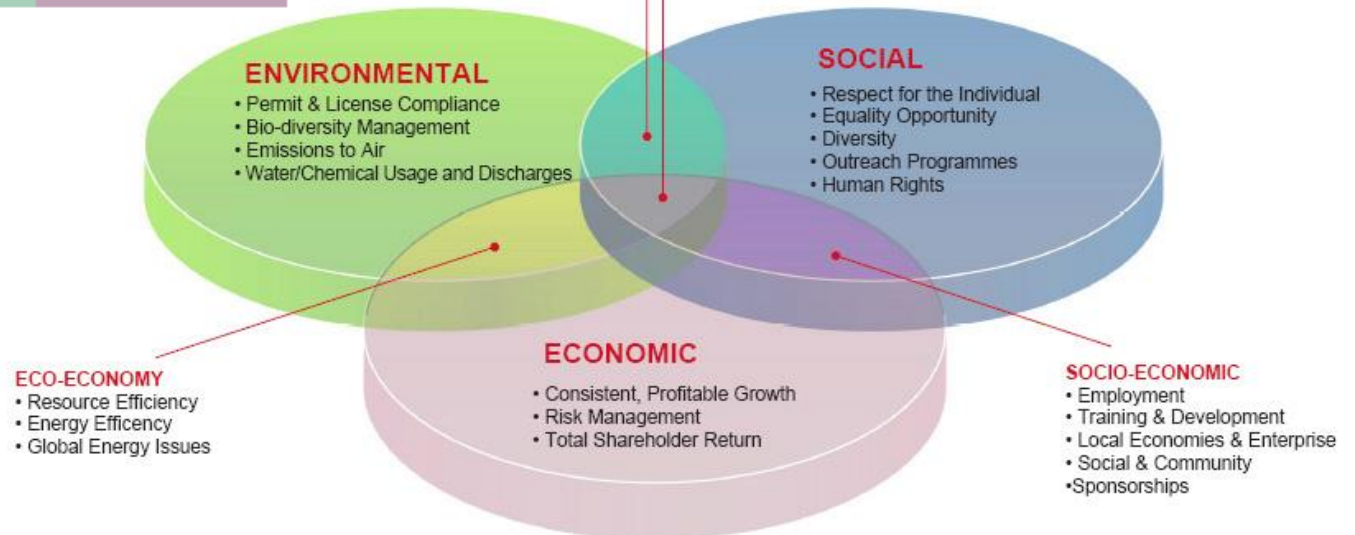 ENVIRONMENTAL
• Permit & License Compliance
• Bio-diversity Management
• Emissions to Air
• Water/Chemical Usage and Discharges
SOCIAL
• Respect for the Individual
• Equality Opportunity
• Diversity
• Outreach Programmes
• Human Rights
ECONOMIC
• Consistent, Profitable Growth
• Risk Management
• Total Shareholder Return
ECO-ECONOMY
• Resource Efficiency
• Energy Efficency
• Global Energy Issues
SOCIO-ECONOMIC
• Employment
• Training & Development
• Local Economies & Enterprise
• Social & Community
•Sponsorships